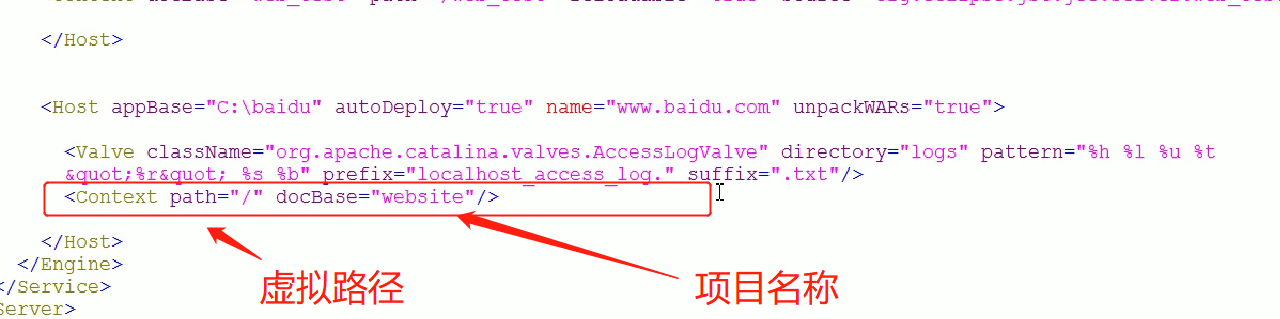 </Host>
<Host appBase="C:\baidu" autoDeploy="true" name="www.baidu.com" unpackWARs="true">
<Valve className="org.apache.catalina.valves.AccessLogValve" directory="logs" pattern="%h %l %u %t
&quot;%r&quot; %s %b" prefix="localhost_access_log." suffix=".txt"/>
<Context path="/" docBase="website"/>
</Host>
</Engine>
</Service>
Server>
虚拟路径
项目名称